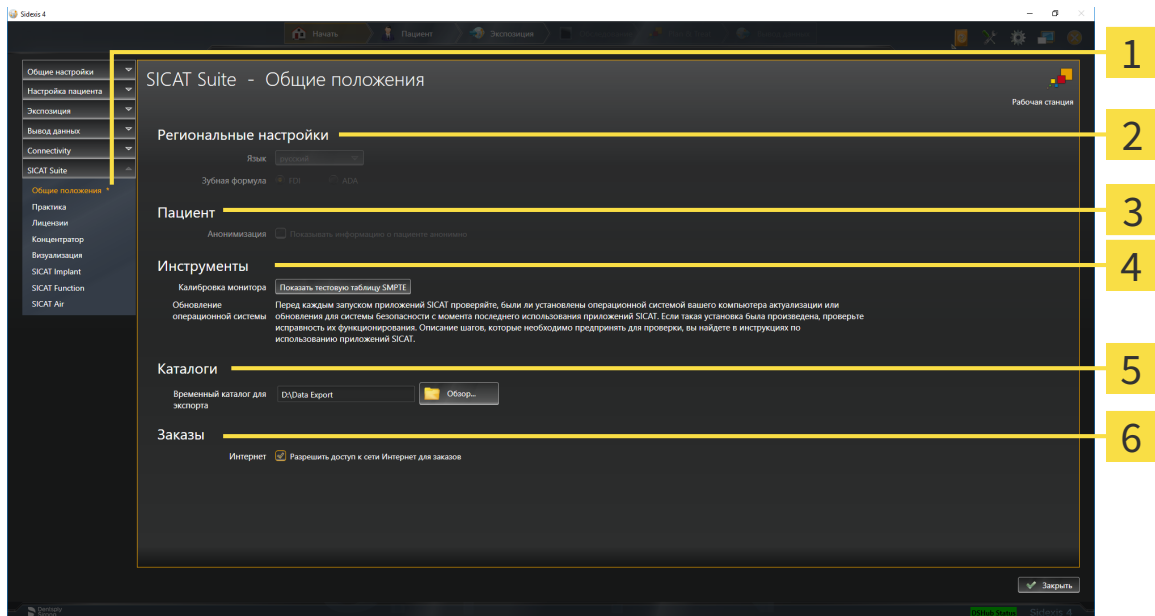 Sidexis 4
Начать
Пациент
Экспозиция
1
Общие настройки
Настройка пациента
Экспозиция
Вывод данных
Connectivity
SICAT Suite
Общие положения *
Практика
Лицензии
Концентратор
Визуализация
SICAT Implant
SICAT Function
SICAT Air
SICAT Suite - Общие положения
Рабочая станция
Региональные настройки
2
Язык русский
Зубная формула FDI ADA
Пациент
3
Анонимизация Показывать информацию о пациенте анонимно
Инструменты
4
Калибровка монитора Показать тестовую таблицу SMPTE
Обновление операционной системы
Перед каждым запуском приложений SICAT проверяйте, были ли установлены операционной системой вашего компьютера актуализации или
обновления для системы безопасности с момента последнего использования приложений SICAT. Если такая установка была произведена, проверьте
исправность их функционирования. Описание шагов, которые необходимо предпринять для проверки, вы найдете в инструкциях по
использованию приложений SICAT.
Каталоги
5
Временный каталог для экспорта
D:\Data Export
Обзор...
Заказы
6
Интернет Разрешить доступ к сети Интернет для заказов
Закрыть
Dentsply
Sirona
DSHub Status
Sidexis 4